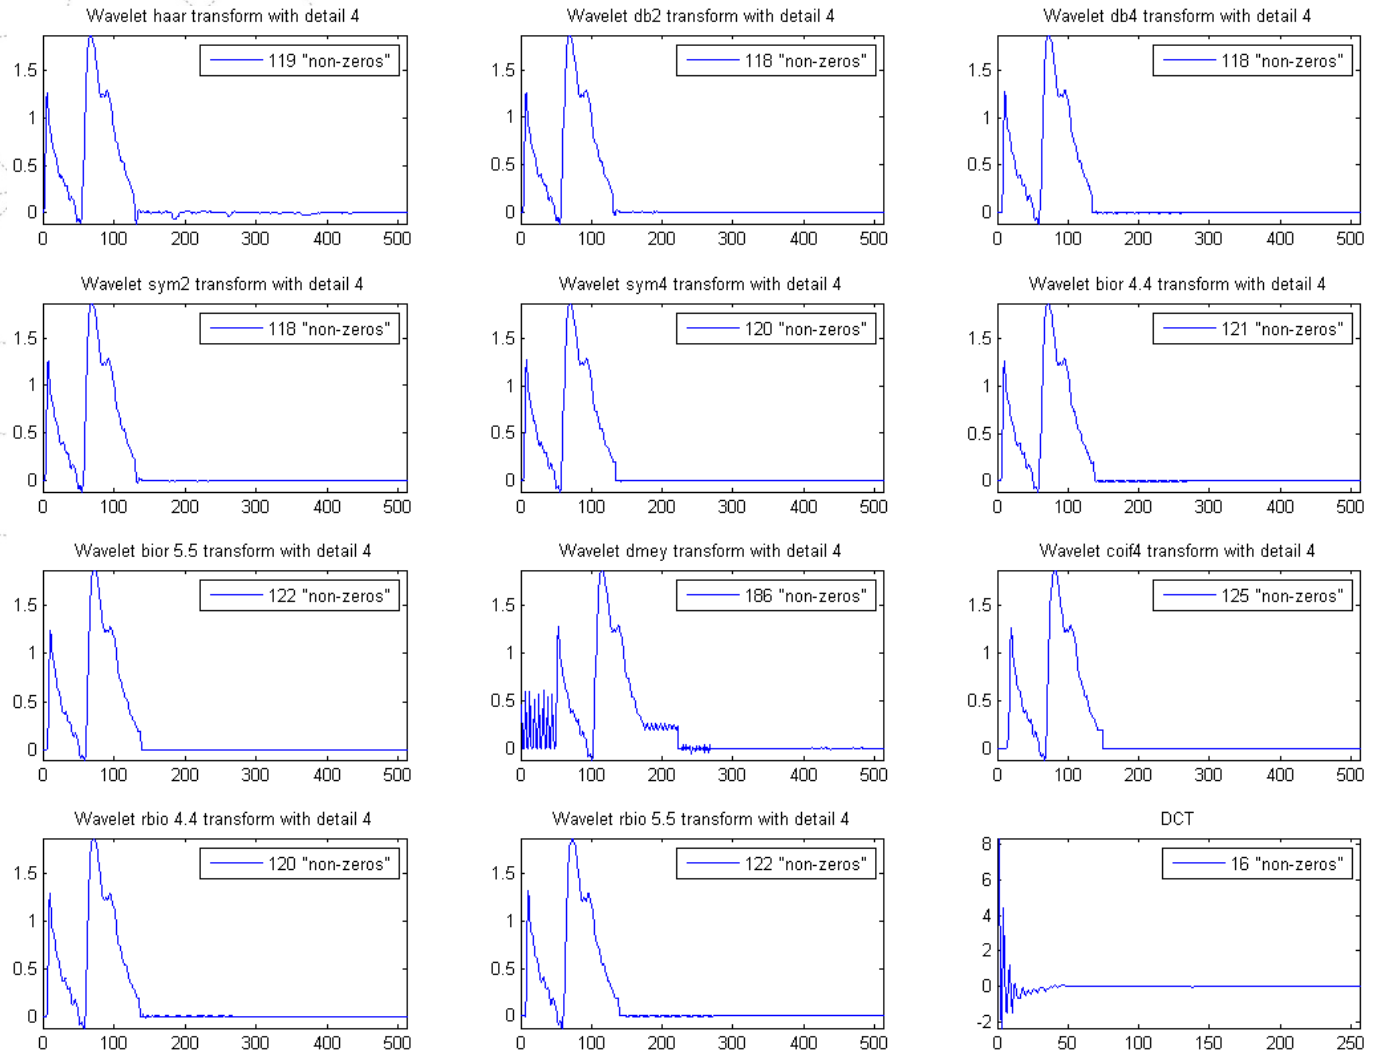 Wavelet haar transform with detail 4
119 "non-zeros"
1.5
1
0.5
0
0 100 200 300 400 500
Wavelet db2 transform with detail 4
118 "non-zeros"
1.5
1
0.5
0
0 100 200 300 400 500
Wavelet db4 transform with detail 4
118 "non-zeros"
1.5
1
0.5
0
0 100 200 300 400 500
Wavelet sym2 transform with detail 4
118 "non-zeros"
1.5
1
0.5
0
0 100 200 300 400 500
Wavelet sym4 transform with detail 4
120 "non-zeros"
1.5
1
0.5
0
0 100 200 300 400 500
Wavelet bior 4.4 transform with detail 4
121 "non-zeros"
1.5
1
0.5
0
0 100 200 300 400 500
Wavelet bior 5.5 transform with detail 4
122 "non-zeros"
1.5
1
0.5
0
0 100 200 300 400 500
Wavelet dmey transform with detail 4
186 "non-zeros"
1.5
1
0.5
0
0 100 200 300 400 500
Wavelet coif4 transform with detail 4
125 "non-zeros"
1.5
1
0.5
0
0 100 200 300 400 500
Wavelet rbio 4.4 transform with detail 4
120 "non-zeros"
1.5
1
0.5
0
0 100 200 300 400 500
Wavelet rbio 5.5 transform with detail 4
122 "non-zeros"
1.5
1
0.5
0
0 100 200 300 400 500
DCT
16 "non-zeros"
8
6
4
2
0
-2
0 50 100 150 200 250